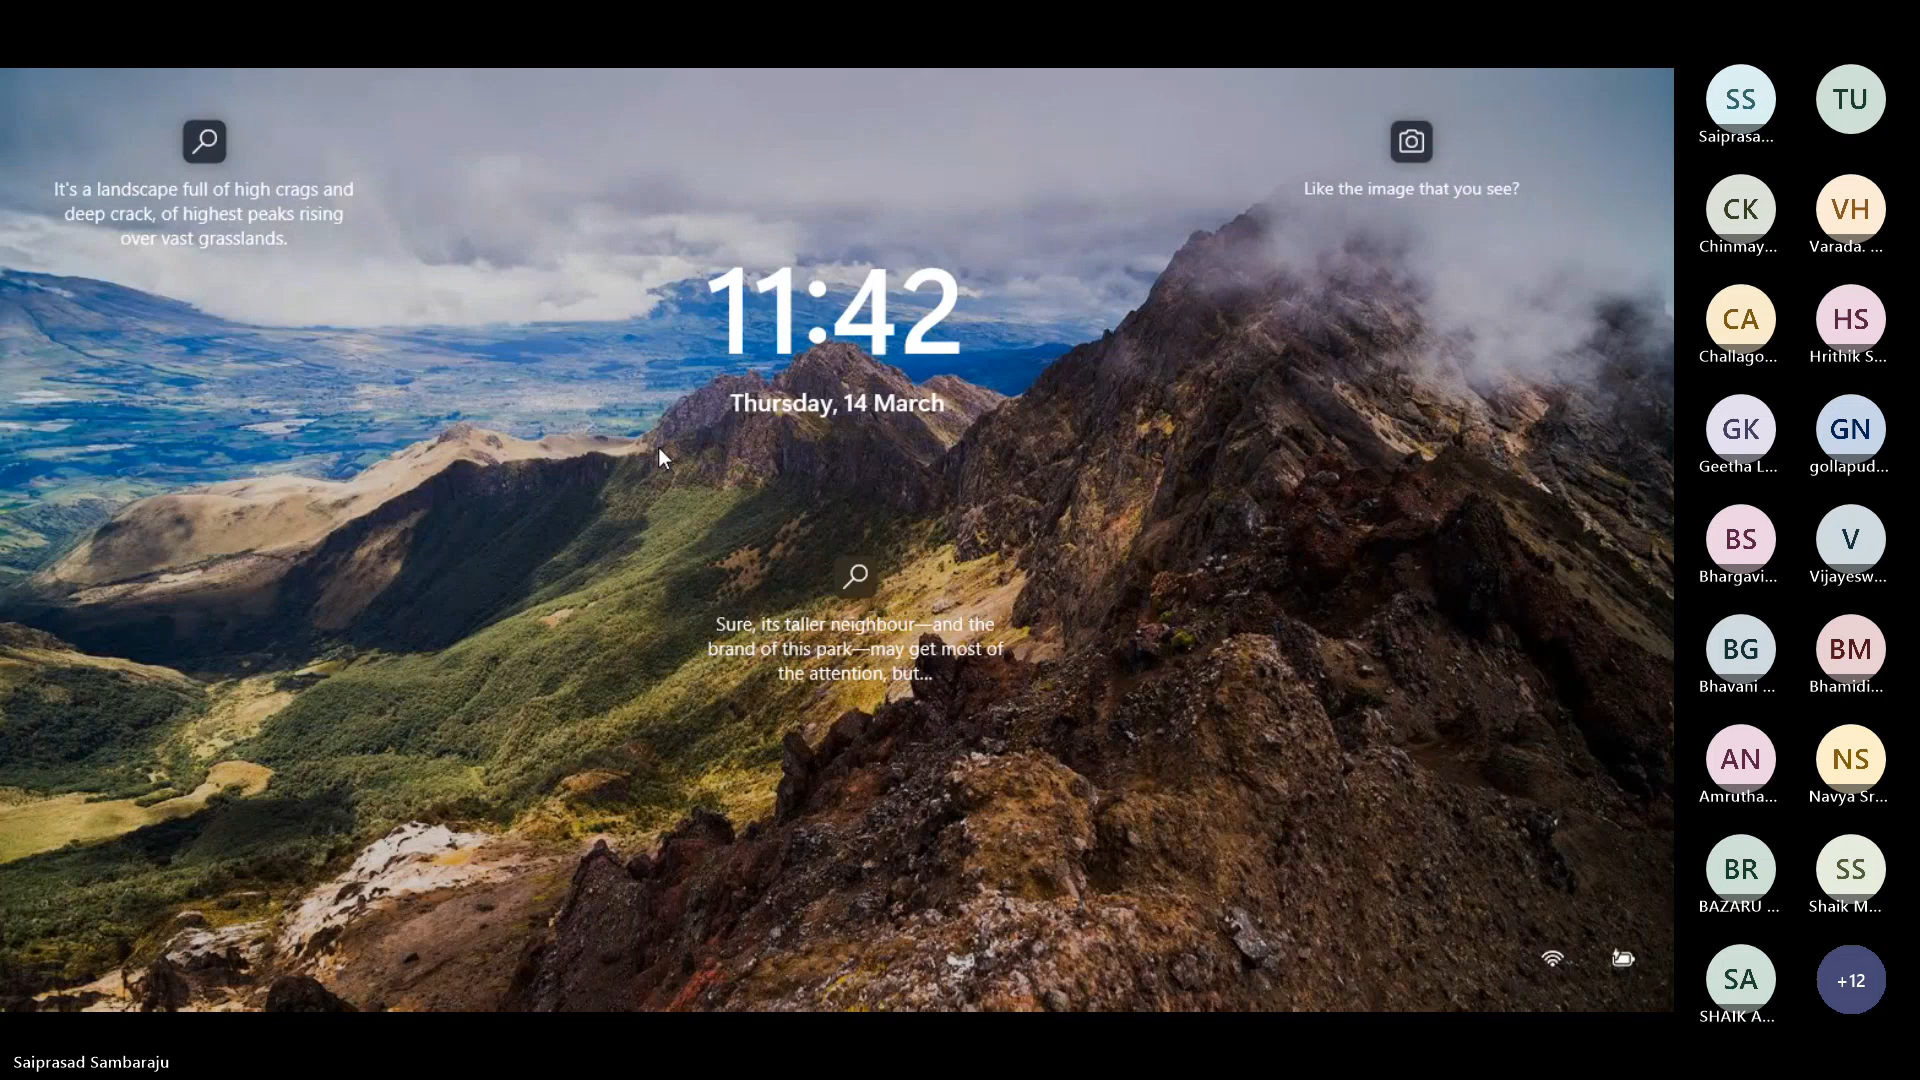 It's a landscape full of high crags and
deep crack, of highest peaks rising
over vast grasslands.
Like the image that you see?
11:42
Thursday, 14 March
Sure, its taller neighbour—and the
brand of this park—may get most of
the attention, but...
SS
Saiprasa...
TU
CK
Chinmay...
VH
Varada. ...
CA
Challago...
HS
Hrithik S...
GK
Geetha L...
GN
gollapud...
BS
Bhargavi...
V
Vijayesw...
BG
Bhavani ...
BM
Bhamidi...
AN
Amrutha...
NS
Navya Sr...
BR
BAZARU ...
SS
Shaik M...
SA
SHAIK A...
+12
Saiprasad Sambaraju